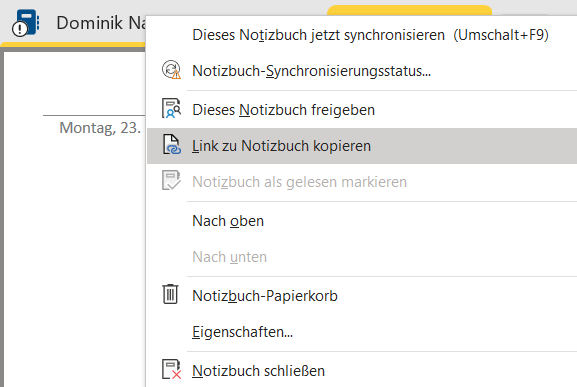 Dominik Na
Dieses Notizbuch jetzt synchronisieren (Umschalt+F9)
Notizbuch-Synchronisierungsstatus...
Montag, 23.
Dieses Notizbuch freigeben
Link zu Notizbuch kopieren
Notizbuch als gelesen markieren
Nach oben
Nach unten
Notizbuch-Papierkorb
Eigenschaften...
Notizbuch schließen